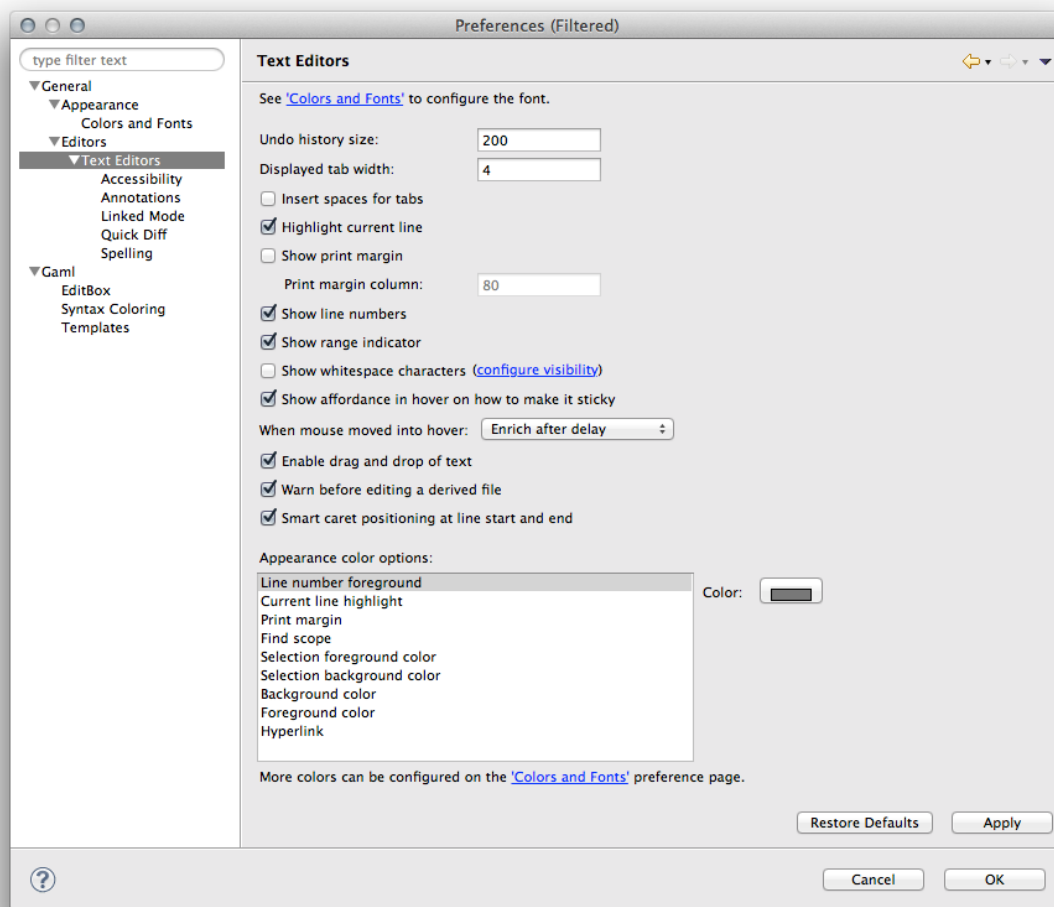 Preferences (Filtered)
type filter text
General
Appearance
Colors and Fonts
Editors
Text Editors
Accessibility
Annotations
Linked Mode
Quick Diff
Spelling
Gaml
EditBox
Syntax Coloring
Templates
Text Editors
See 'Colors and Fonts' to configure the font.
Undo history size: 200
Displayed tab width: 4
Insert spaces for tabs
Highlight current line
Show print margin
Print margin column: 80
Show line numbers
Show range indicator
Show whitespace characters (configure visibility)
Show affordance in hover on how to make it sticky
When mouse moved into hover: Enrich after delay
Enable drag and drop of text
Warn before editing a derived file
Smart caret positioning at line start and end
Appearance color options:
Line number foreground
Current line highlight
Print margin
Find scope
Selection foreground color
Selection background color
Background color
Foreground color
Hyperlink
Color:
More colors can be configured on the 'Colors and Fonts' preference page.
Restore Defaults Apply
? Cancel OK